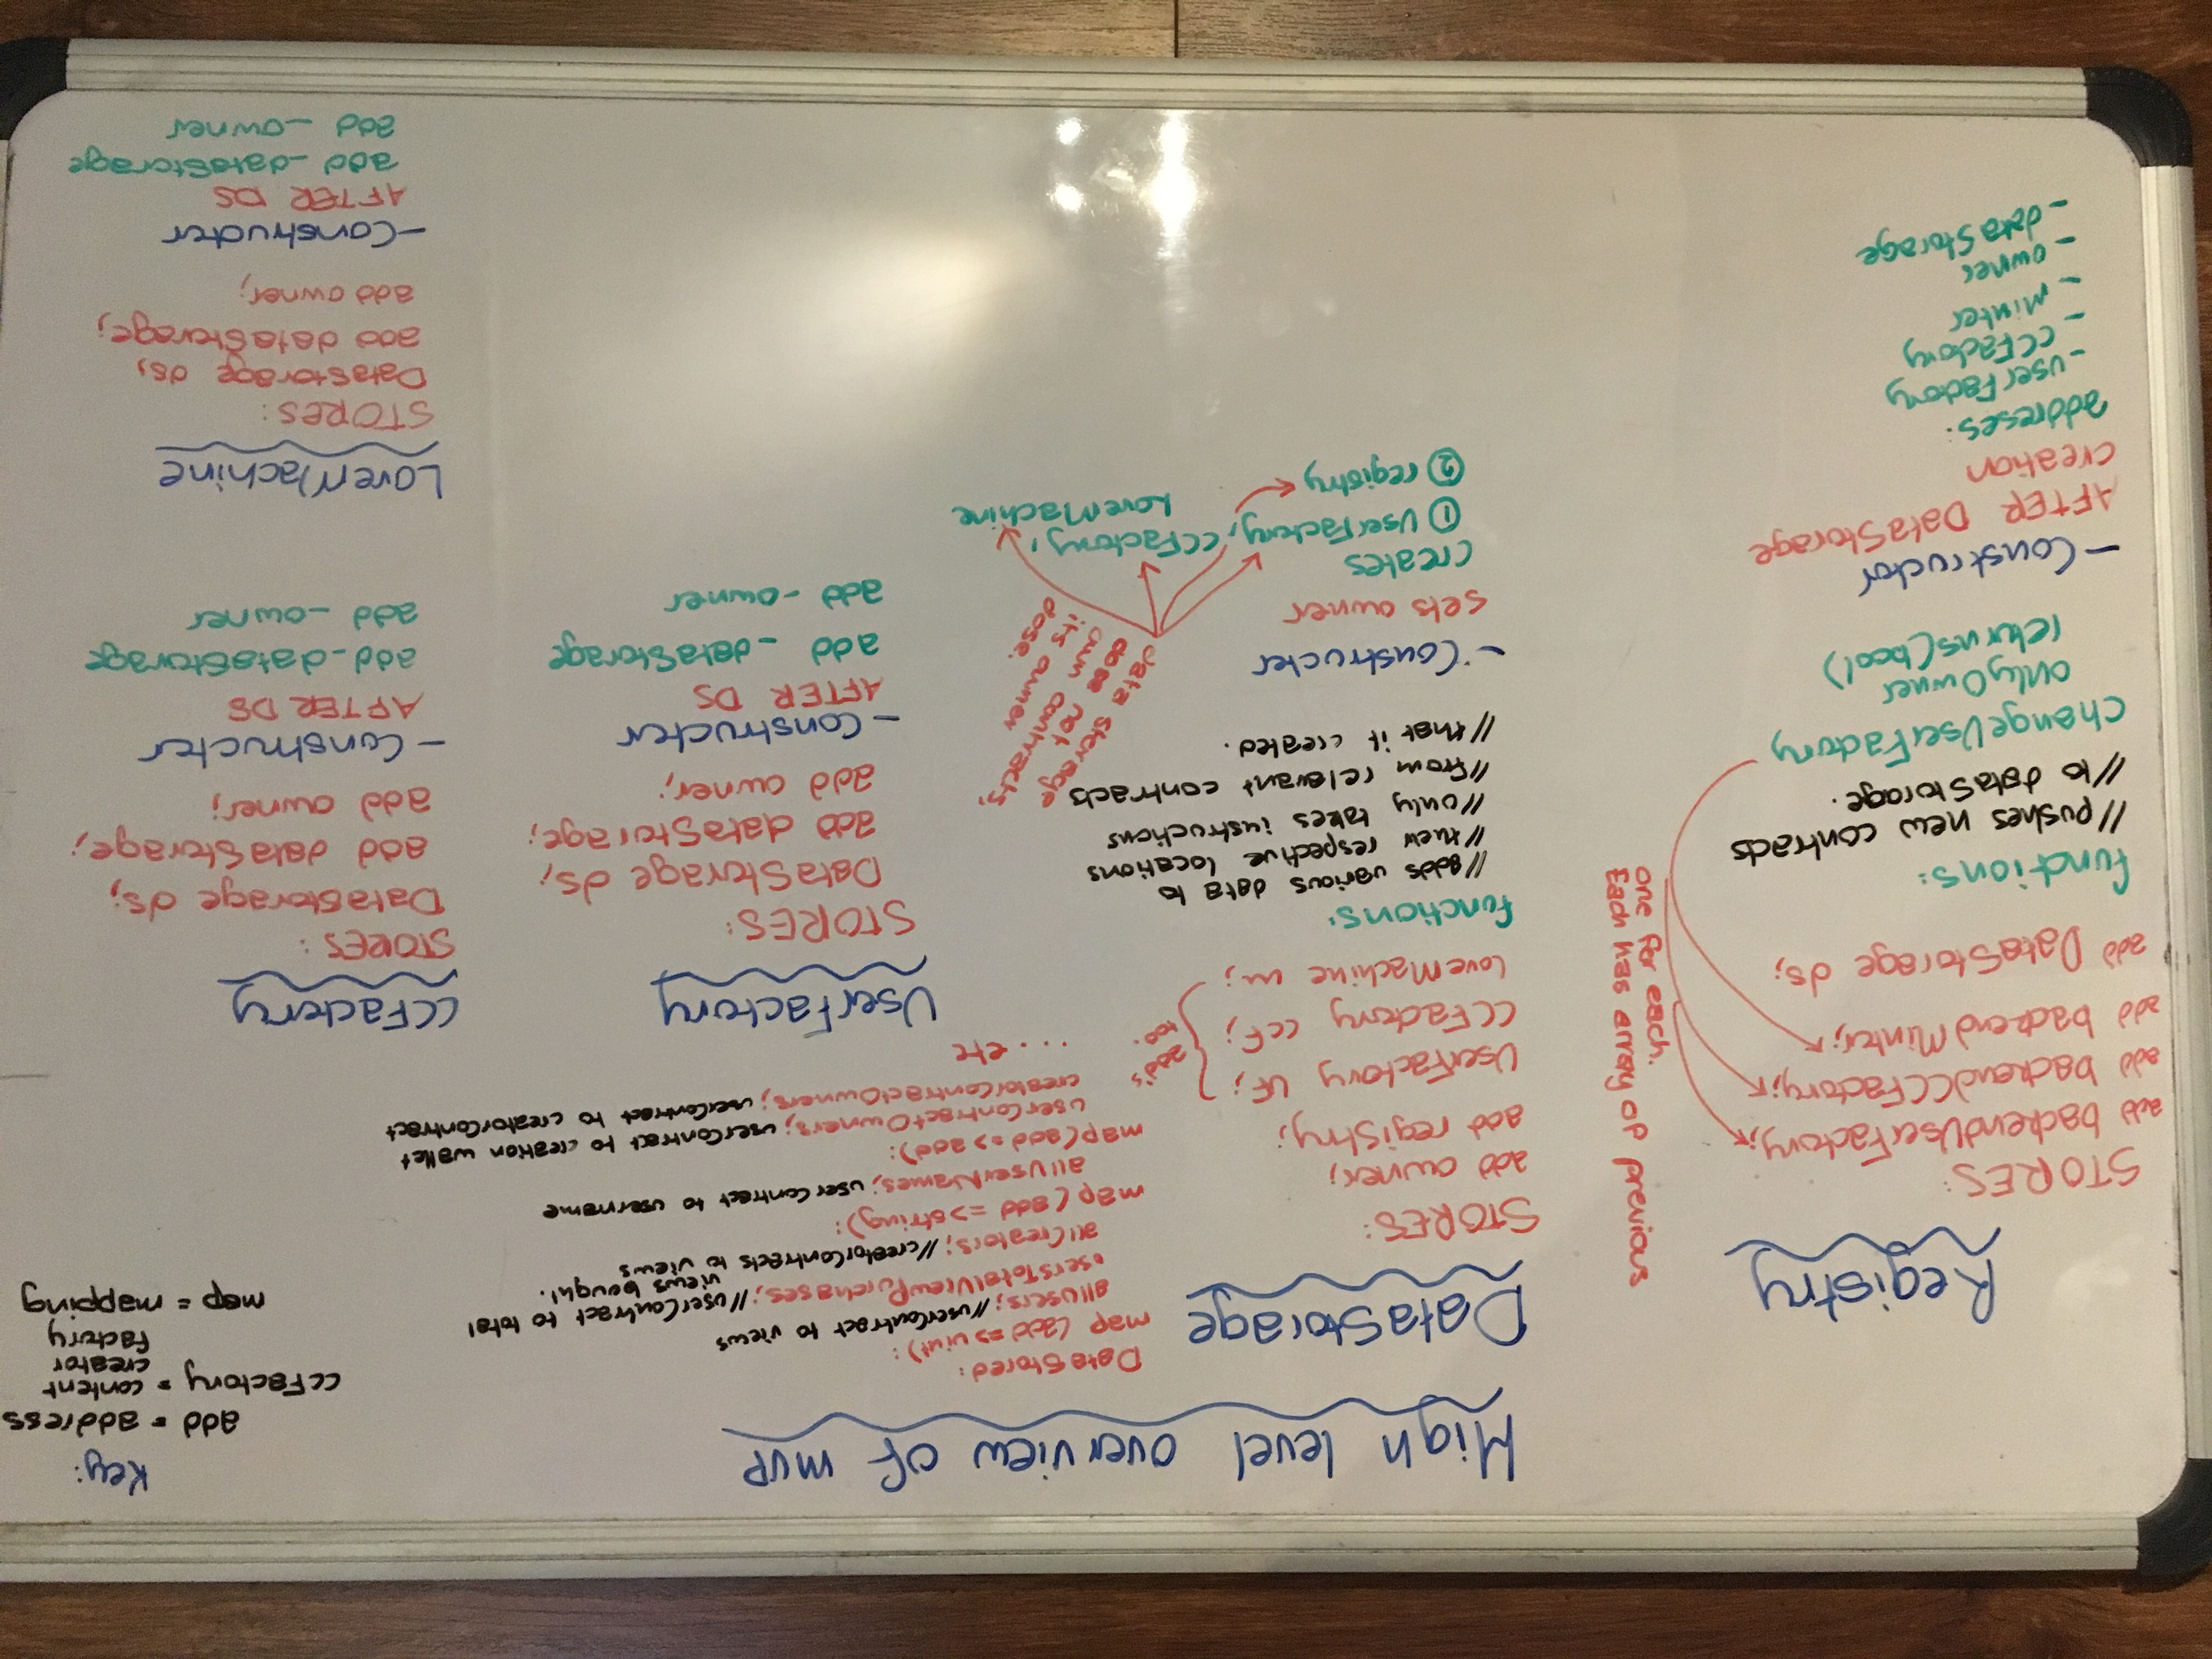 High level overview of mvp
Key:
add = address
ccFactory = content
creator
factory
map = mapping
Registry
STORES:
add backendUserFactory;
add backendCCFactory;
add backendMinter;
add DataStorage ds;
one for each.
Each has array of previous
functions:
//pushes new contracts
//to dataStorage.
changeUserFactory
onlyOwner
returns(bool)
- Constructor
AFTER DataStorage
creation
addreses:
- userFactory
- CCFactory
- Minter
- owner
- dataStorage
DataStorage
STORES:
add owner;
add registry;
UserFactory UF;
CCFactory ccF;
LoveMachine m;
add's
too.
Data Stored:
map (add => uint):
allUsers; //userContract to views
usersTotalViewPurchases; //userContract to total
views bought.
allCreators; //creatorContracts to views
map(add => string):
allUserNames; userContract to username
map(add => add):
userContractOwners; userContract to creation wallet
creatorContractOwners; userContract to creatorContract
... etc
functions:
//adds various data to
//their respective locations
//only takes instructions
//from relevant contracts
//that it created.
- Constructer
sets owner
creates
① UserFactory, CCFactory,
LoveMachine
② registry
data storage
does not
own contracts,
its owner
dose.
UserFactory
STORES:
DataStorage ds;
add dataStorage;
add owner;
- Constructer
AFTER DS
add _dataStorage
add -owner
CCFactory
STORES:
DataStorage ds;
add dataStorage;
add owner;
- Constructer
AFTER DS
add _dataStorage
add _owner
LoveMachine
STORES:
DataStorage ds;
add dataStorage;
add owner;
- Constructer
AFTER DS
add _dataStorage
add _owner